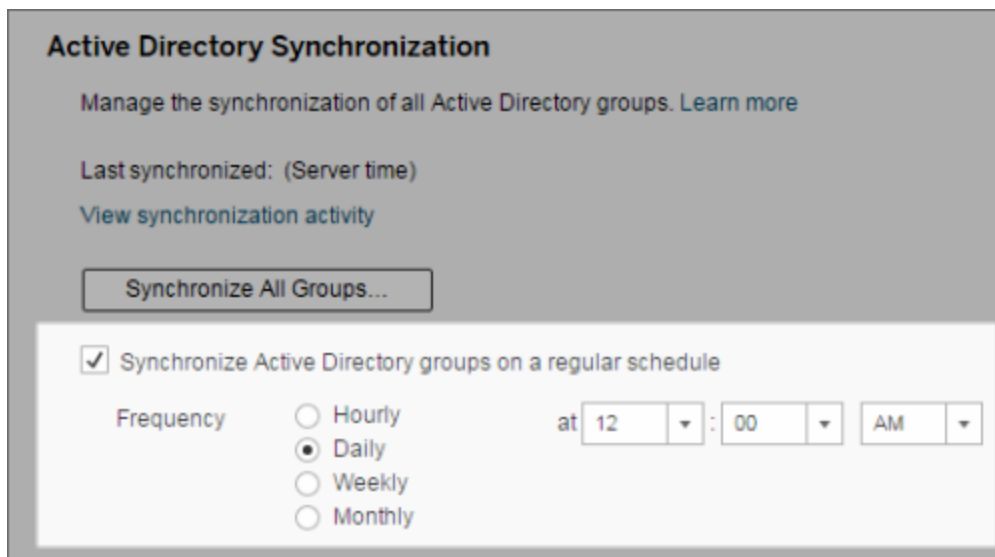 Active Directory Synchronization
Manage the synchronization of all Active Directory groups. Learn more
Last synchronized: (Server time)
View synchronization activity
Synchronize All Groups...
Synchronize Active Directory groups on a regular schedule
Frequency Hourly at 12 : 00 AM
Daily
Weekly
Monthly